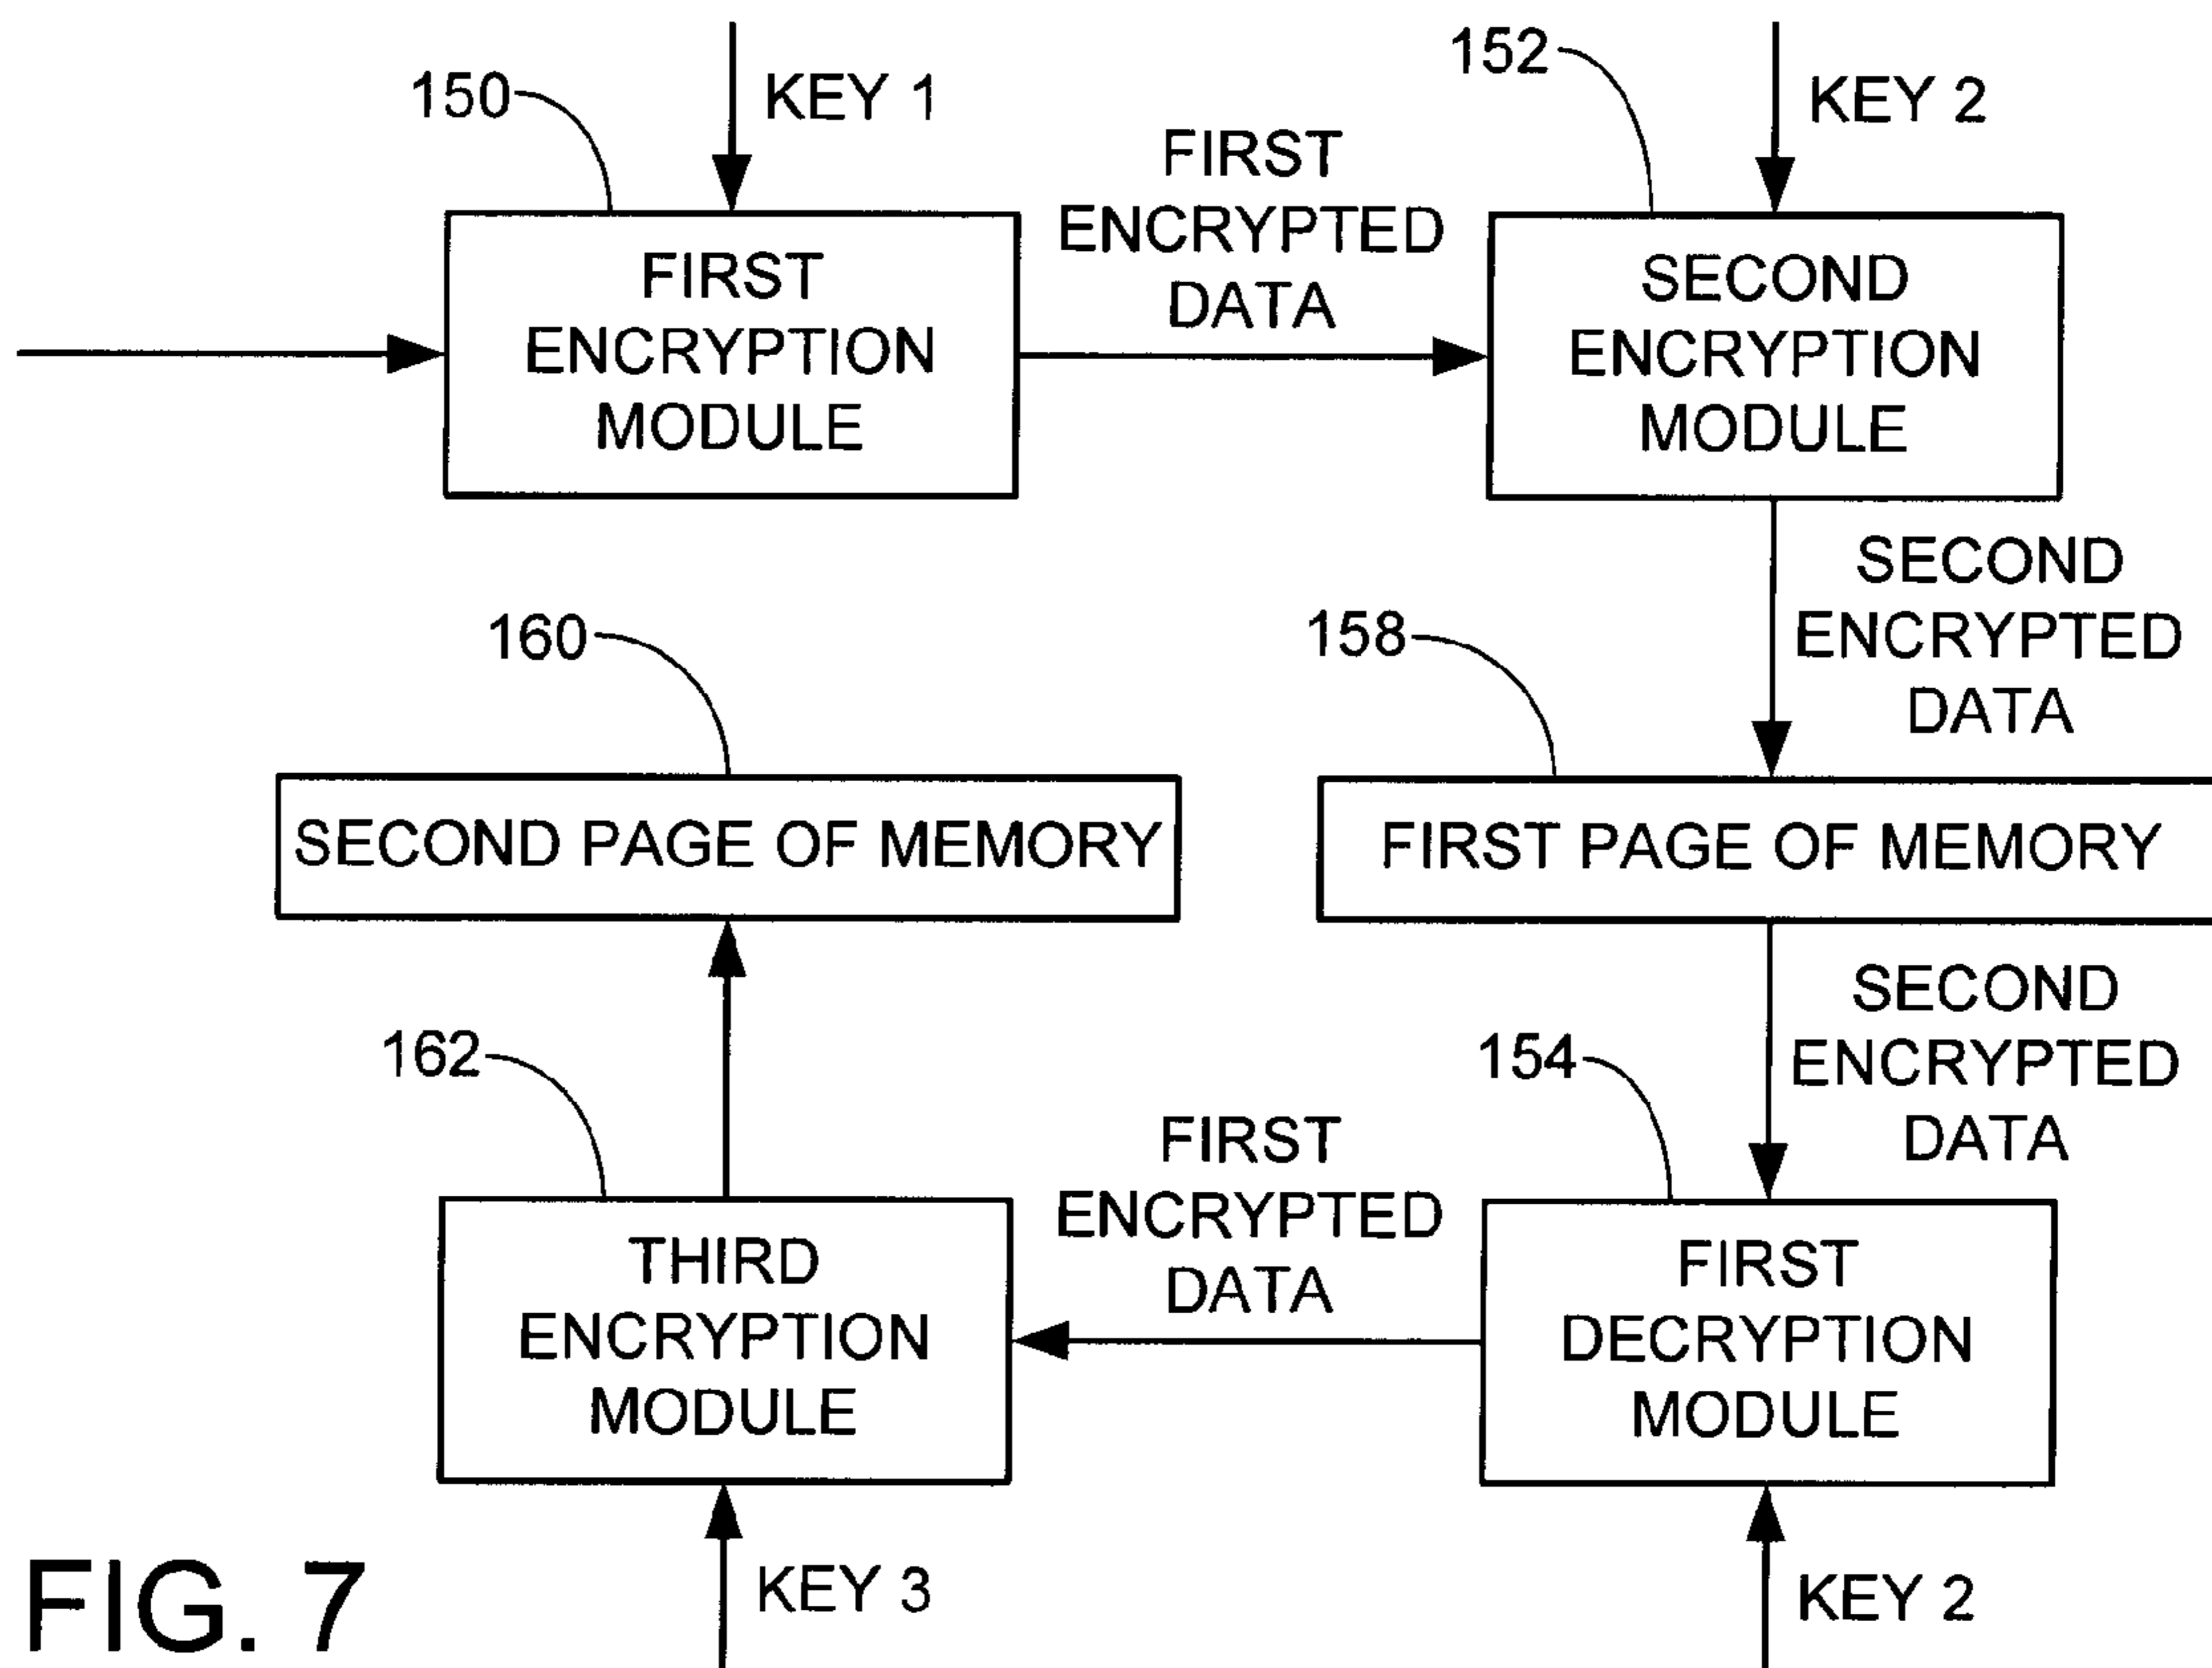 150
KEY 1
152
KEY 2
FIRST
ENCRYPTED
DATA
FIRST
ENCRYPTION
MODULE
SECOND
ENCRYPTION
MODULE
SECOND
ENCRYPTED
DATA
160
158
SECOND PAGE OF MEMORY
FIRST PAGE OF MEMORY
SECOND
ENCRYPTED
DATA
162
154
FIRST
ENCRYPTED
DATA
THIRD
ENCRYPTION
MODULE
FIRST
DECRYPTION
MODULE
KEY 3
KEY 2
FIG. 7